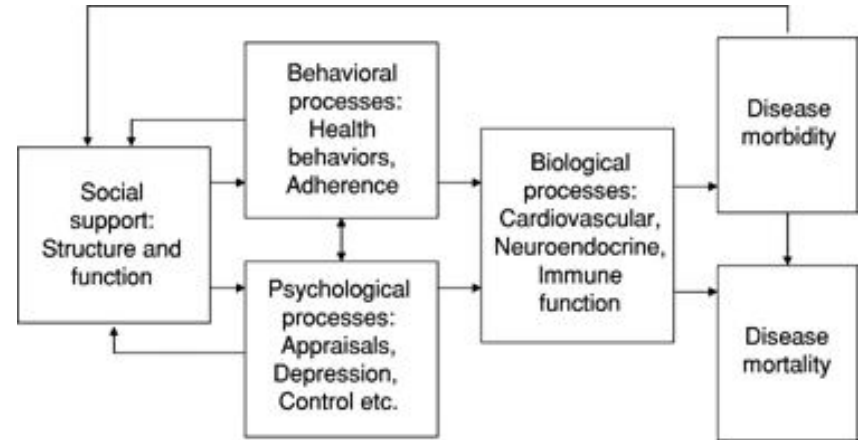 Social
support:
Structure and
function
Behavioral
processes:
Health
behaviors,
Adherence
Psychological
processes:
Appraisals,
Depression,
Control etc.
Biological
processes:
Cardiovascular,
Neuroendocrine,
Immune
function
Disease
morbidity
Disease
mortality